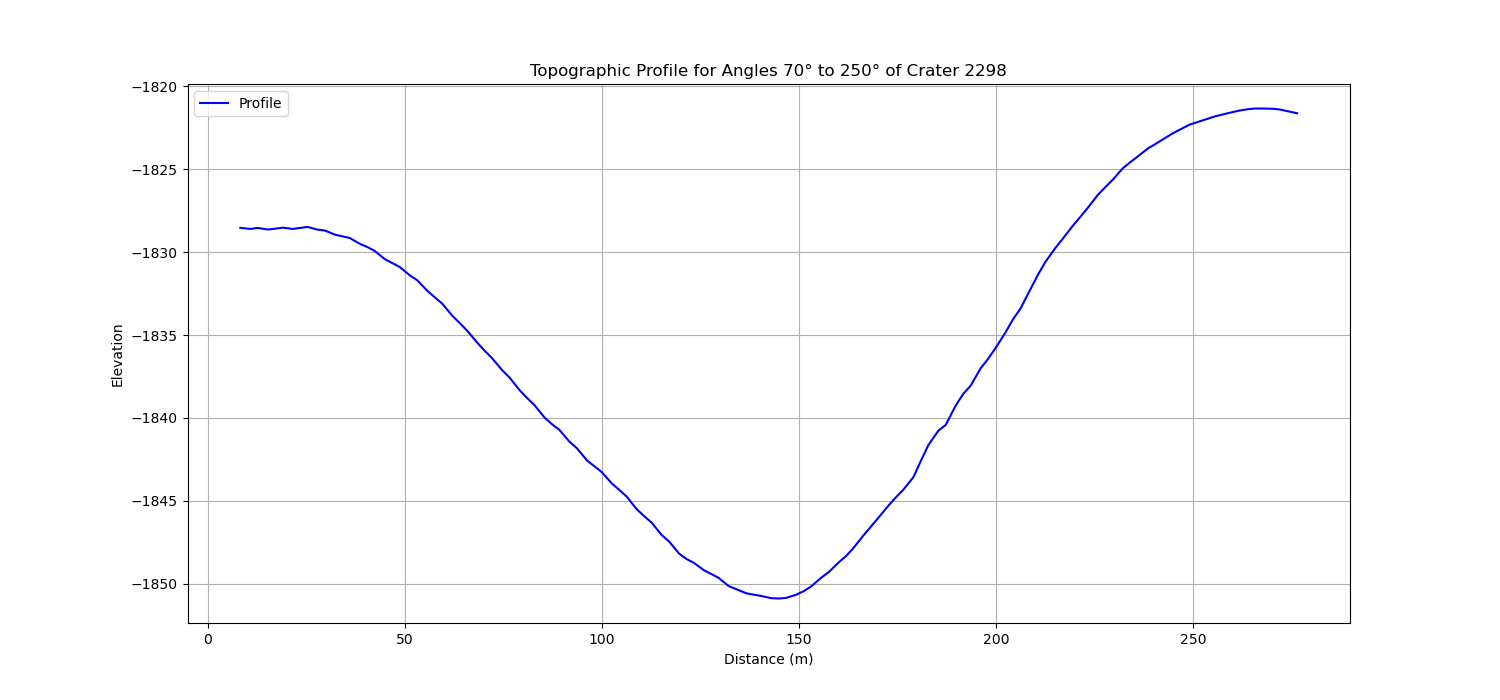 Topographic Profile for Angles 70° to 250° of Crater 2298
Profile
−1820
−1825
−1830
−1835
−1840
−1845
−1850
Elevation
0 50 100 150 200 250
Distance (m)